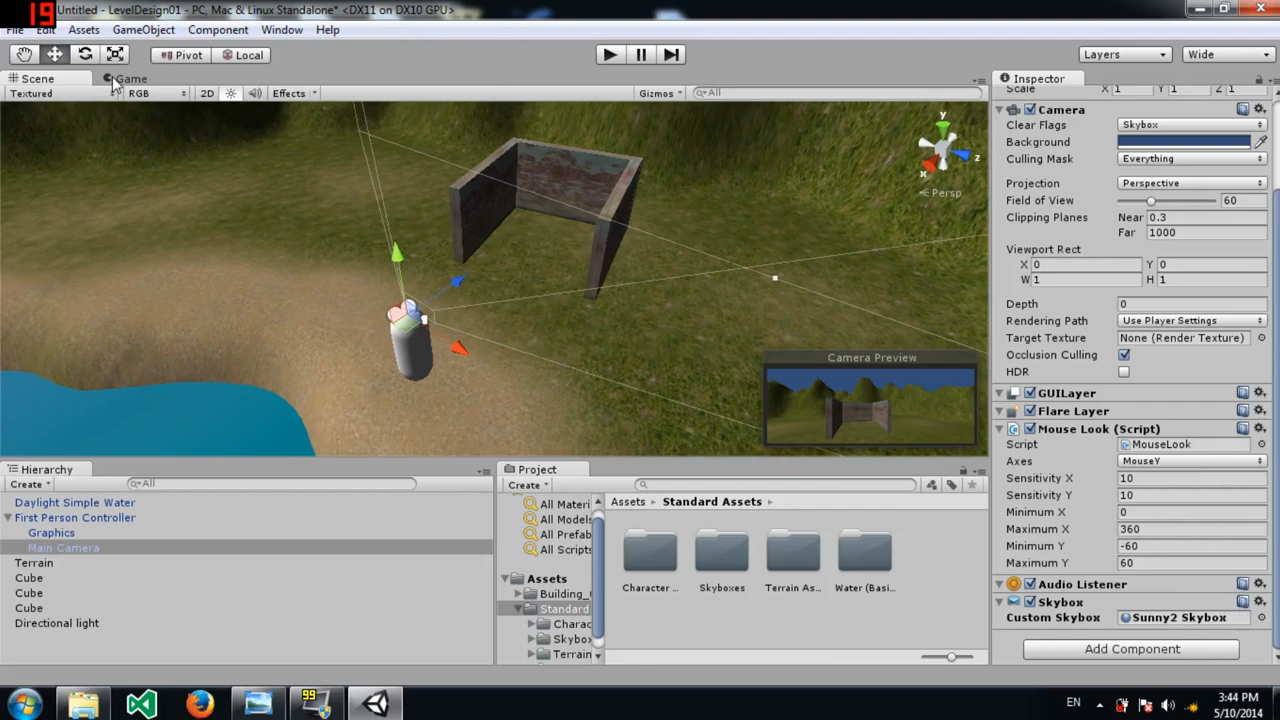 19
Untitled - LevelDesign01 - PC, Mac & Linux Standalone* <DX11 on DX10 GPU>
File Edit Assets GameObject Component Window Help
Pivot Local Layers Wide
Scene Game
Textured RGB 2D Effects Gizmos All
y
z
x
Persp
Camera Preview
Inspector
Scale X 1 Y 1 Z 1
Camera
Clear Flags Skybox
Background
Culling Mask Everything
Projection Perspective
Field of View 60
Clipping Planes Near 0.3
Far 1000
Viewport Rect
X 0 Y 0
W 1 H 1
Depth 0
Rendering Path Use Player Settings
Target Texture None (Render Texture)
Occlusion Culling
HDR
GUILayer
Flare Layer
Mouse Look (Script)
Script MouseLook
Axes MouseY
Sensitivity X 10
Sensitivity Y 10
Minimum X 0
Maximum X 360
Minimum Y -60
Maximum Y 60
Audio Listener
Skybox
Custom Skybox Sunny2 Skybox
Add Component
Hierarchy
Create All
Daylight Simple Water
First Person Controller
Graphics
Main Camera
Terrain
Cube
Cube
Cube
Directional light
Project
Create
All Materi
All Models
All Prefab
All Scripts
Assets
Building_
Standard
Charac
Skybox
Terrain
Assets Standard Assets
Character ... Skyboxes Terrain As... Water (Basi...
99
EN
3:44 PM
5/10/2014